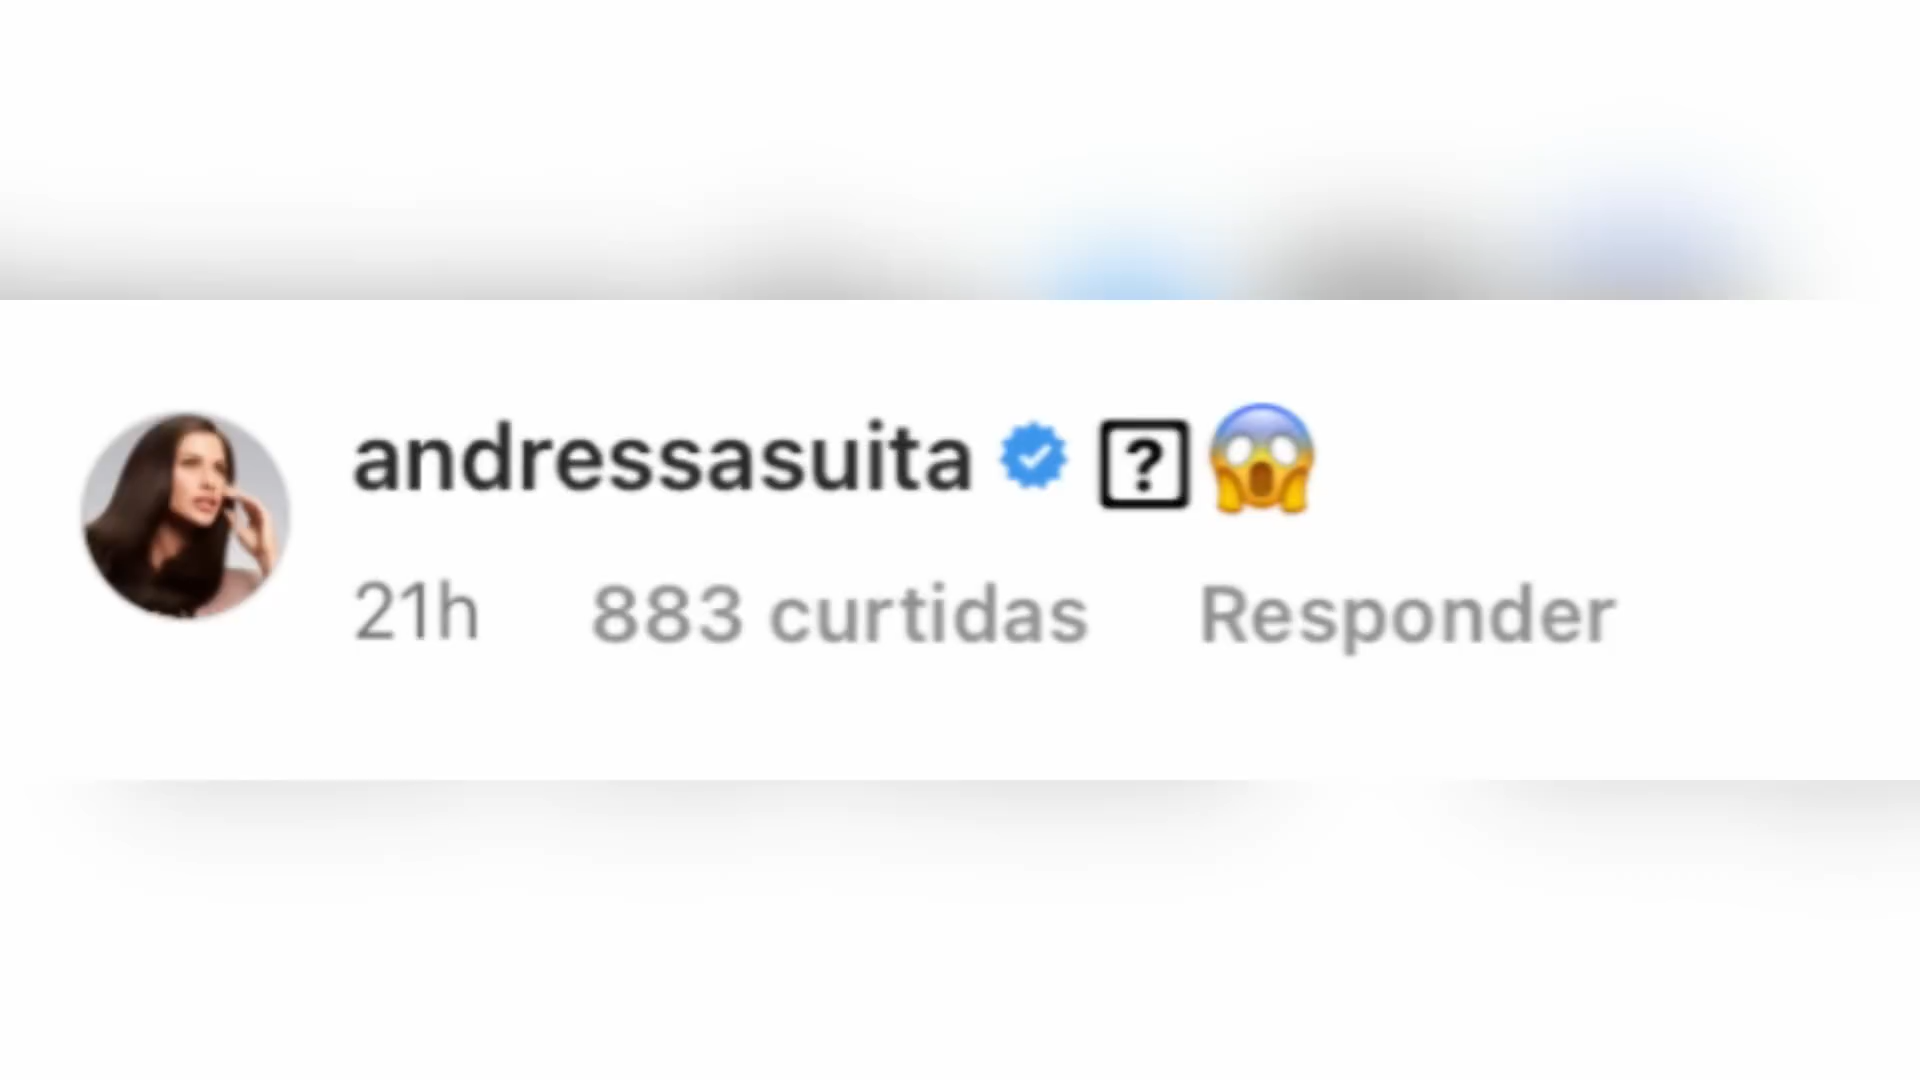 andressasuita ⍰😱
21h 883 curtidas Responder